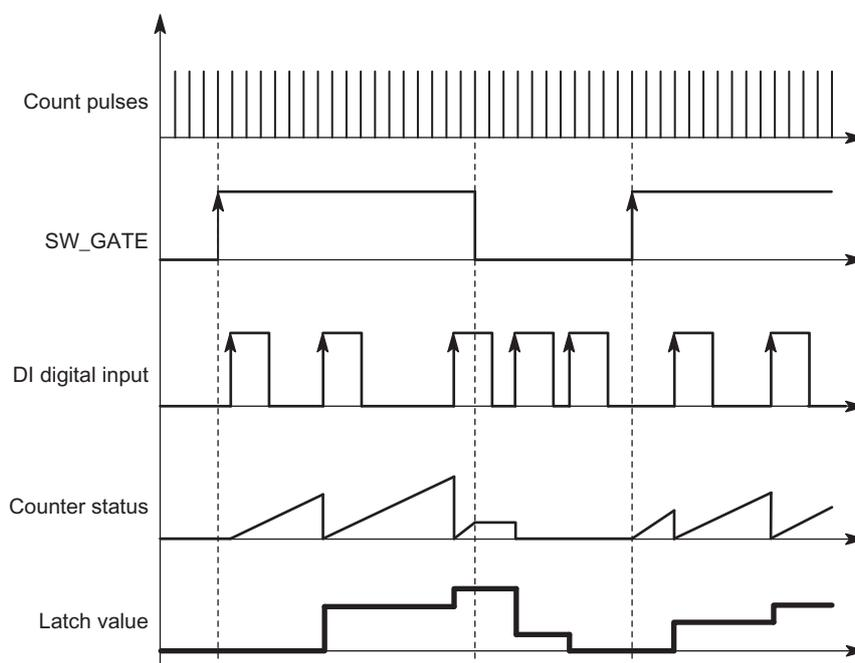 Count pulses
SW_GATE
DI digital input
Counter status
Latch value